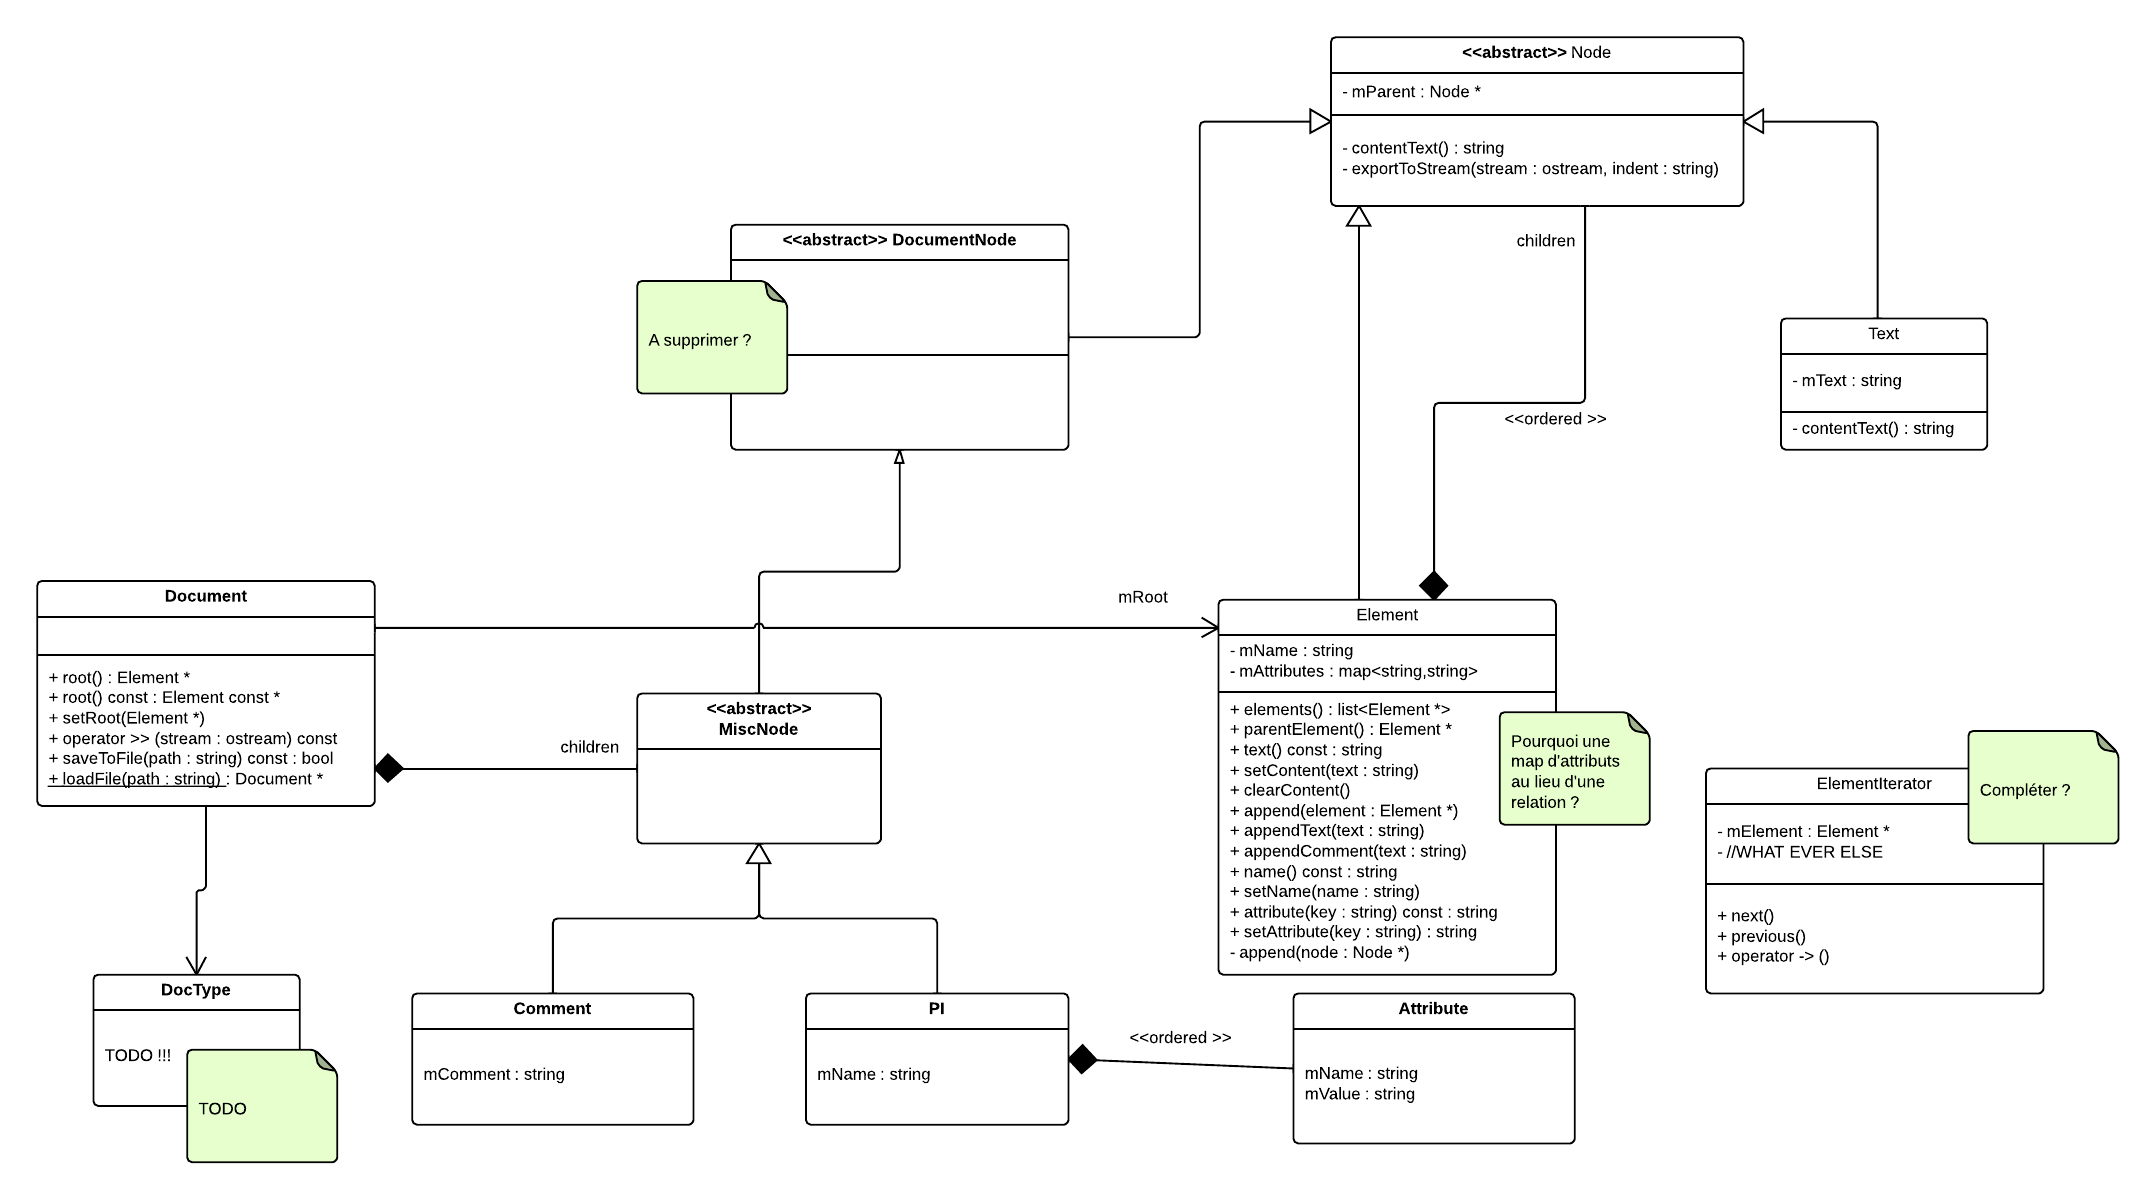 <<abstract>> Node
- mParent : Node *
- contentText() : string
- exportToStream(stream : ostream, indent : string)
<<abstract>> DocumentNode
A supprimer ?
children
<<ordered >>
Text
- mText : string
- contentText() : string
Document
+ root() : Element *
+ root() const : Element const *
+ setRoot(Element *)
+ operator >> (stream : ostream) const
+ saveToFile(path : string) const : bool
+ loadFile(path : string) : Document *
mRoot
children
<<abstract>>
MiscNode
Element
- mName : string
- mAttributes : map<string,string>
+ elements() : list<Element *>
+ parentElement() : Element *
+ text() const : string
+ setContent(text : string)
+ clearContent()
+ append(element : Element *)
+ appendText(text : string)
+ appendComment(text : string)
+ name() const : string
+ setName(name : string)
+ attribute(key : string) const : string
+ setAttribute(key : string) : string
- append(node : Node *)
Pourquoi une
map d'attributs
au lieu d'une
relation ?
ElementIterator
- mElement : Element *
- //WHAT EVER ELSE
+ next()
+ previous()
+ operator -> ()
Compléter ?
DocType
TODO !!!
TODO
Comment
mComment : string
PI
mName : string
<<ordered >>
Attribute
mName : string
mValue : string